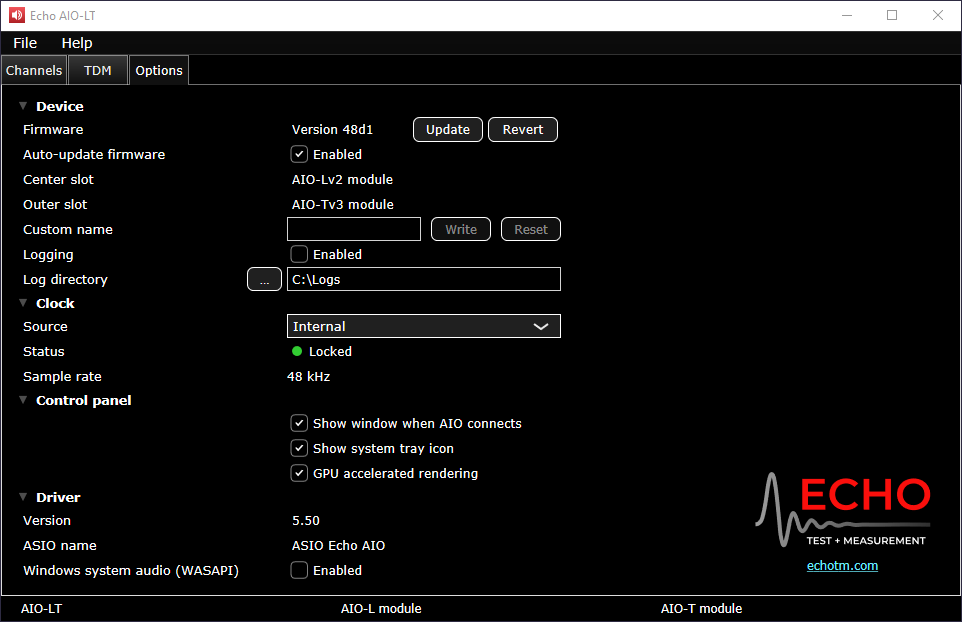 Echo AIO-LT
File Help
Channels TDM Options
Device
Firmware Version 48d1 Update Revert
Auto-update firmware Enabled
Center slot AIO-Lv2 module
Outer slot AIO-Tv3 module
Custom name Write Reset
Logging Enabled
Log directory ... C:\Logs
Clock
Source Internal
Status Locked
Sample rate 48 kHz
Control panel
Show window when AIO connects
Show system tray icon
GPU accelerated rendering
Driver
Version 5.50
ASIO name ASIO Echo AIO
Windows system audio (WASAPI) Enabled
ECHO
TEST + MEASUREMENT
echotm.com
AIO-LT AIO-L module AIO-T module